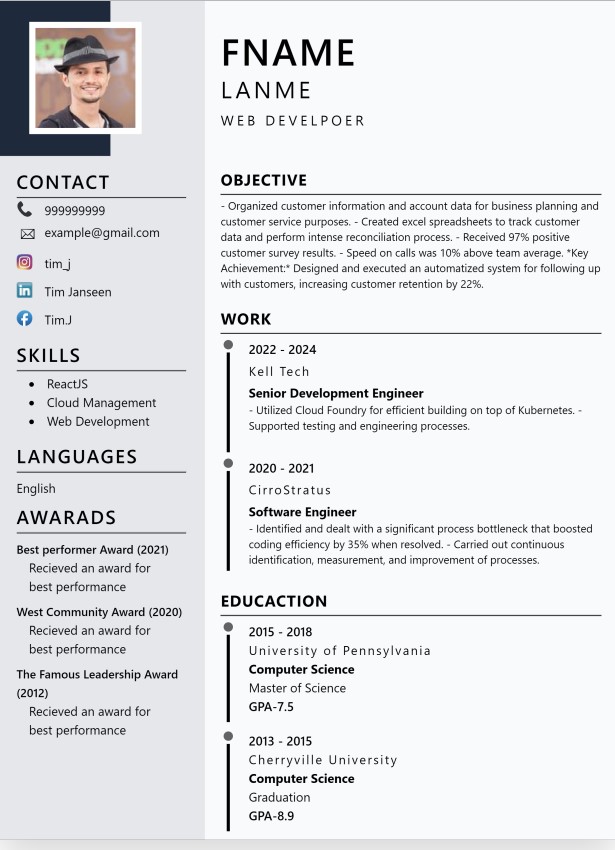 FNAME
LANME
WEB DEVELPOER
CONTACT
999999999
example@gmail.com
tim_j
Tim Janseen
Tim.J
SKILLS
• ReactJS
• Cloud Management
• Web Development
LANGUAGES
English
AWARADS
Best performer Award (2021)
Recieved an award for
best performance
West Community Award (2020)
Recieved an award for
best performance
The Famous Leadership Award
(2012)
Recieved an award for
best performance
OBJECTIVE
- Organized customer information and account data for business planning and
customer service purposes. - Created excel spreadsheets to track customer
data and perform intense reconciliation process. - Received 97% positive
customer survey results. - Speed on calls was 10% above team average. *Key
Achievement:* Designed and executed an automatized system for following up
with customers, increasing customer retention by 22%.
WORK
2022 - 2024
Kell Tech
Senior Development Engineer
- Utilized Cloud Foundry for efficient building on top of Kubernetes. -
Supported testing and engineering processes.
2020 - 2021
CirroStratus
Software Engineer
- Identified and dealt with a significant process bottleneck that boosted
coding efficiency by 35% when resolved. - Carried out continuous
identification, measurement, and improvement of processes.
EDUCACTION
2015 - 2018
University of Pennsylvania
Computer Science
Master of Science
GPA-7.5
2013 - 2015
Cherryville University
Computer Science
Graduation
GPA-8.9